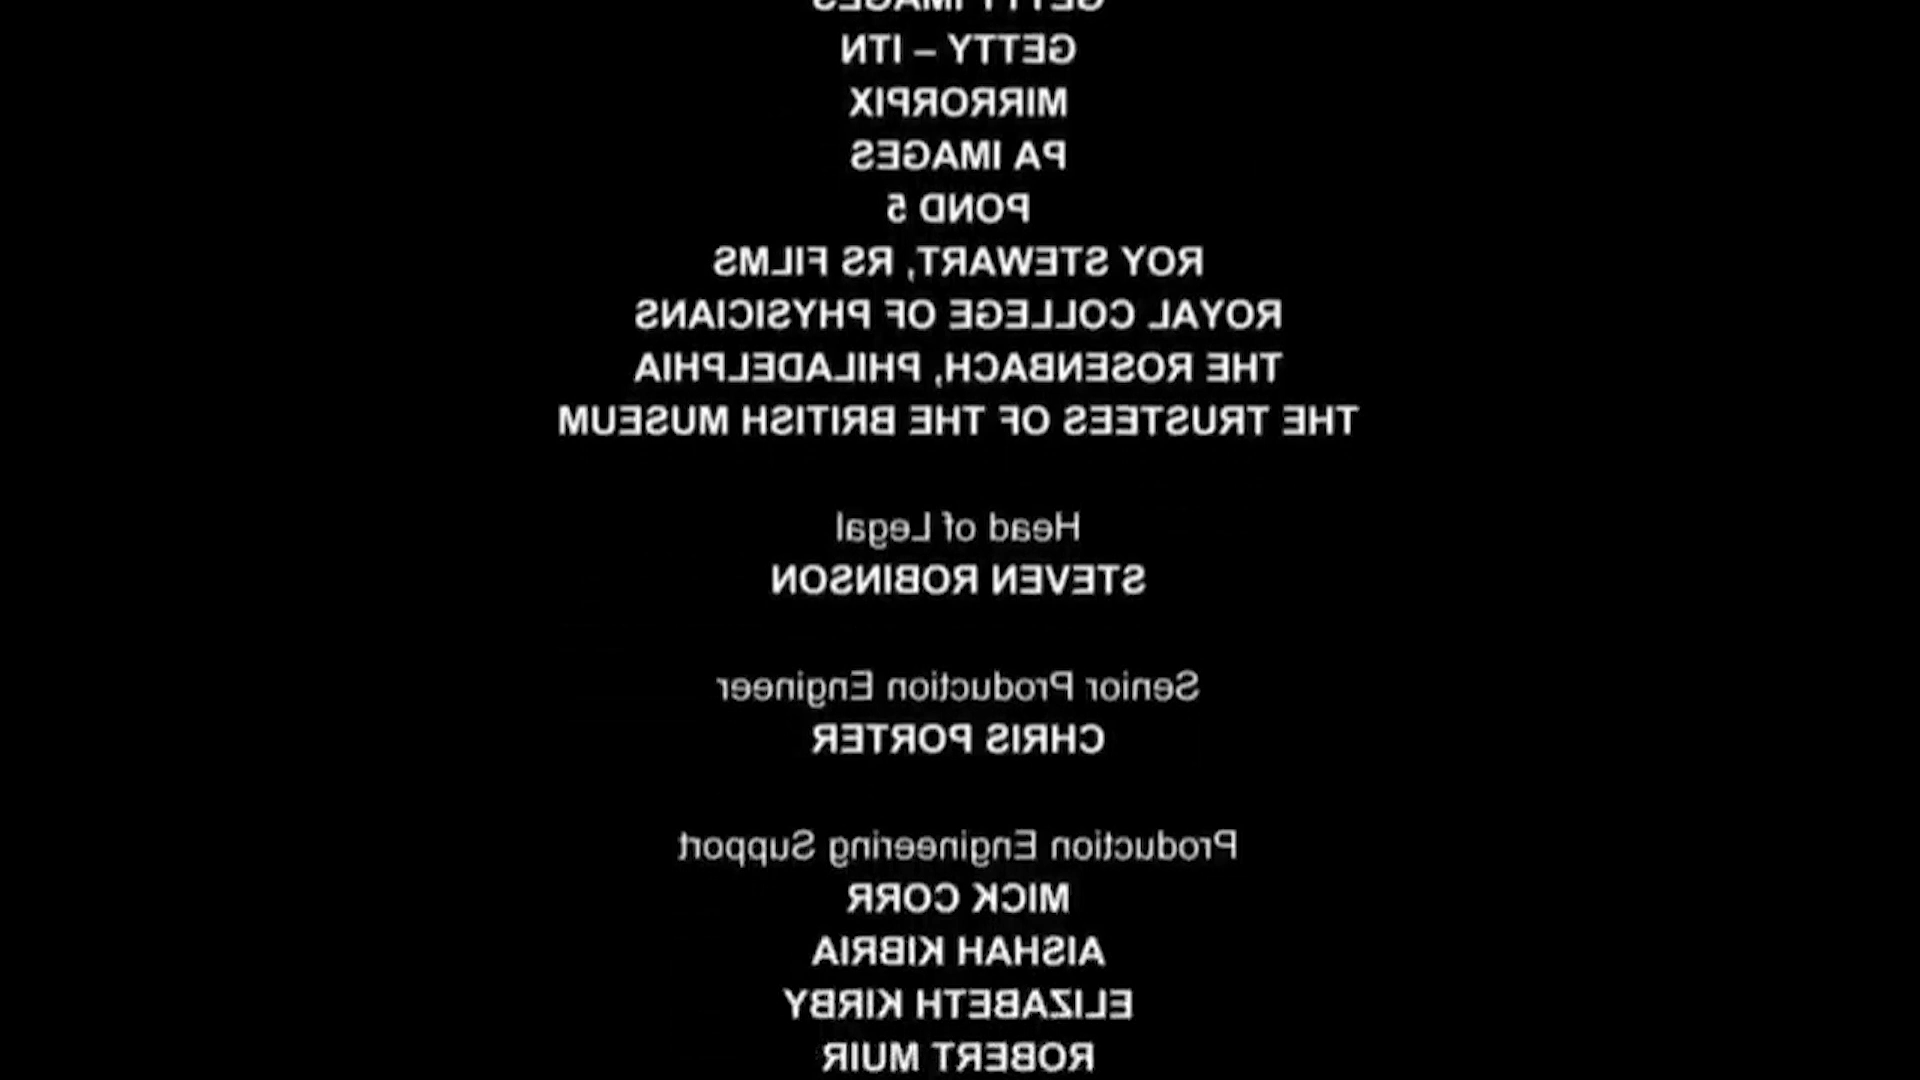 GETTY IMAGES
GETTY – ITN
MIRRORPIX
PA IMAGES
POND 5
ROY STEWART, RS FILMS
ROYAL COLLEGE OF PHYSICIANS
THE ROSENBACH, PHILADELPHIA
THE TRUSTEES OF THE BRITISH MUSEUM
Head of Legal
STEVEN ROBINSON
Senior Production Engineer
CHRIS PORTER
Production Engineering Support
MICK CORR
AISHAH KIBRIA
ELIZABETH KIRBY
ROBERT MUIR